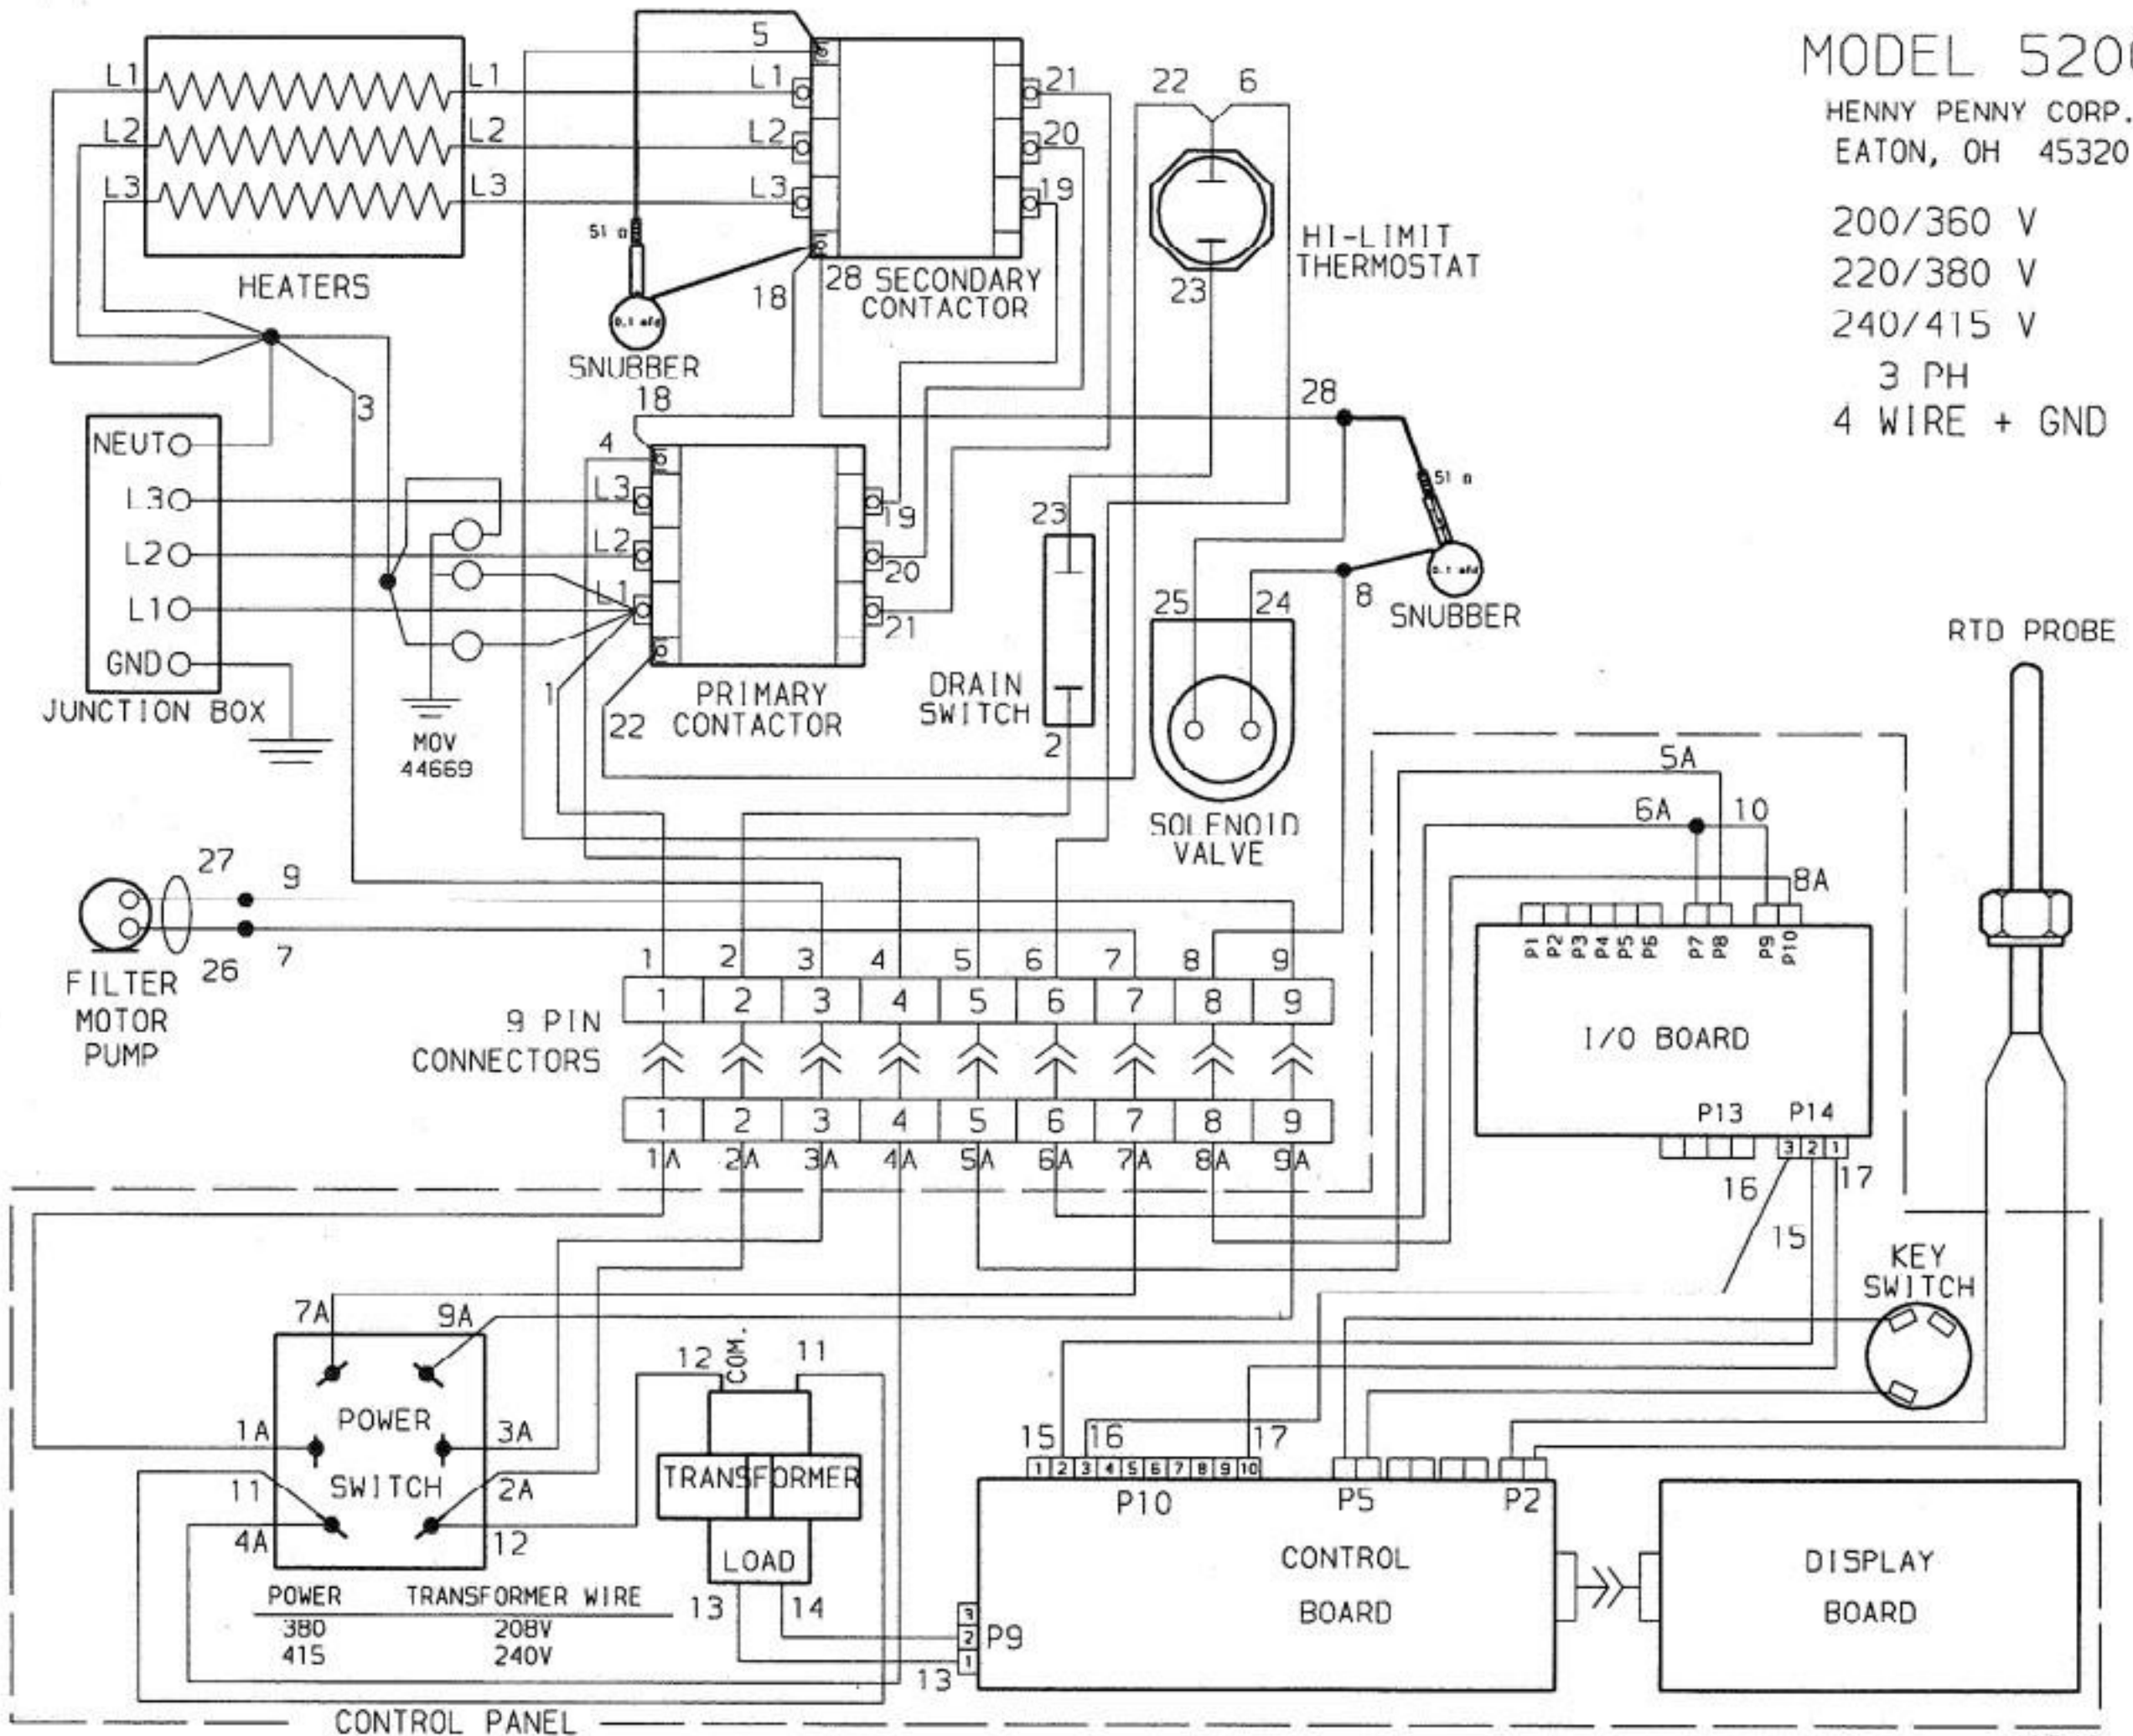 MODEL 520
HENNY PENNY CORP.
EATON, OH 45320
200/360 V
220/380 V
240/415 V
3 PH
4 WIRE + GND
L1 L1 L1
L2 L2 L2
L3 L3 L3
HEATERS
5
21
20
19
51 Ω
0.1 afd
SNUBBER
18
28 SECONDARY
CONTACTOR
22 6
HI-LIMIT
THERMOSTAT
23
3
18
28
NEUT
L3
L2
L1
GND
JUNCTION BOX
MOV
44669
4
L3
L2
L1
19
20
21
1
22
PRIMARY
CONTACTOR
23
DRAIN
SWITCH
2
25 24
SOLENOID
VALVE
8
51 Ω
0.1 afd
SNUBBER
RTD PROBE
5A
6A 10
8A
P1 P2 P3 P4 P5 P6 P7 P8 P9 P10
I/O BOARD
P13 P14
3 2 1
16 17
15
27 9
26 7
FILTER
MOTOR
PUMP
9 PIN
CONNECTORS
1 2 3 4 5 6 7 8 9
1 2 3 4 5 6 7 8 9
1 2 3 4 5 6 7 8 9
1A 2A 3A 4A 5A 6A 7A 8A 9A
KEY
SWITCH
7A 9A
1A POWER 3A
11 SWITCH 2A
4A 12
POWER TRANSFORMER WIRE
380 208V
415 240V
12 COM. 11
TRANSFORMER
LOAD
13 14
15 16 17
1 2 3 4 5 6 7 8 9 10
P10 P5 P2
3
2 P9
1
13
CONTROL
BOARD
DISPLAY
BOARD
CONTROL PANEL